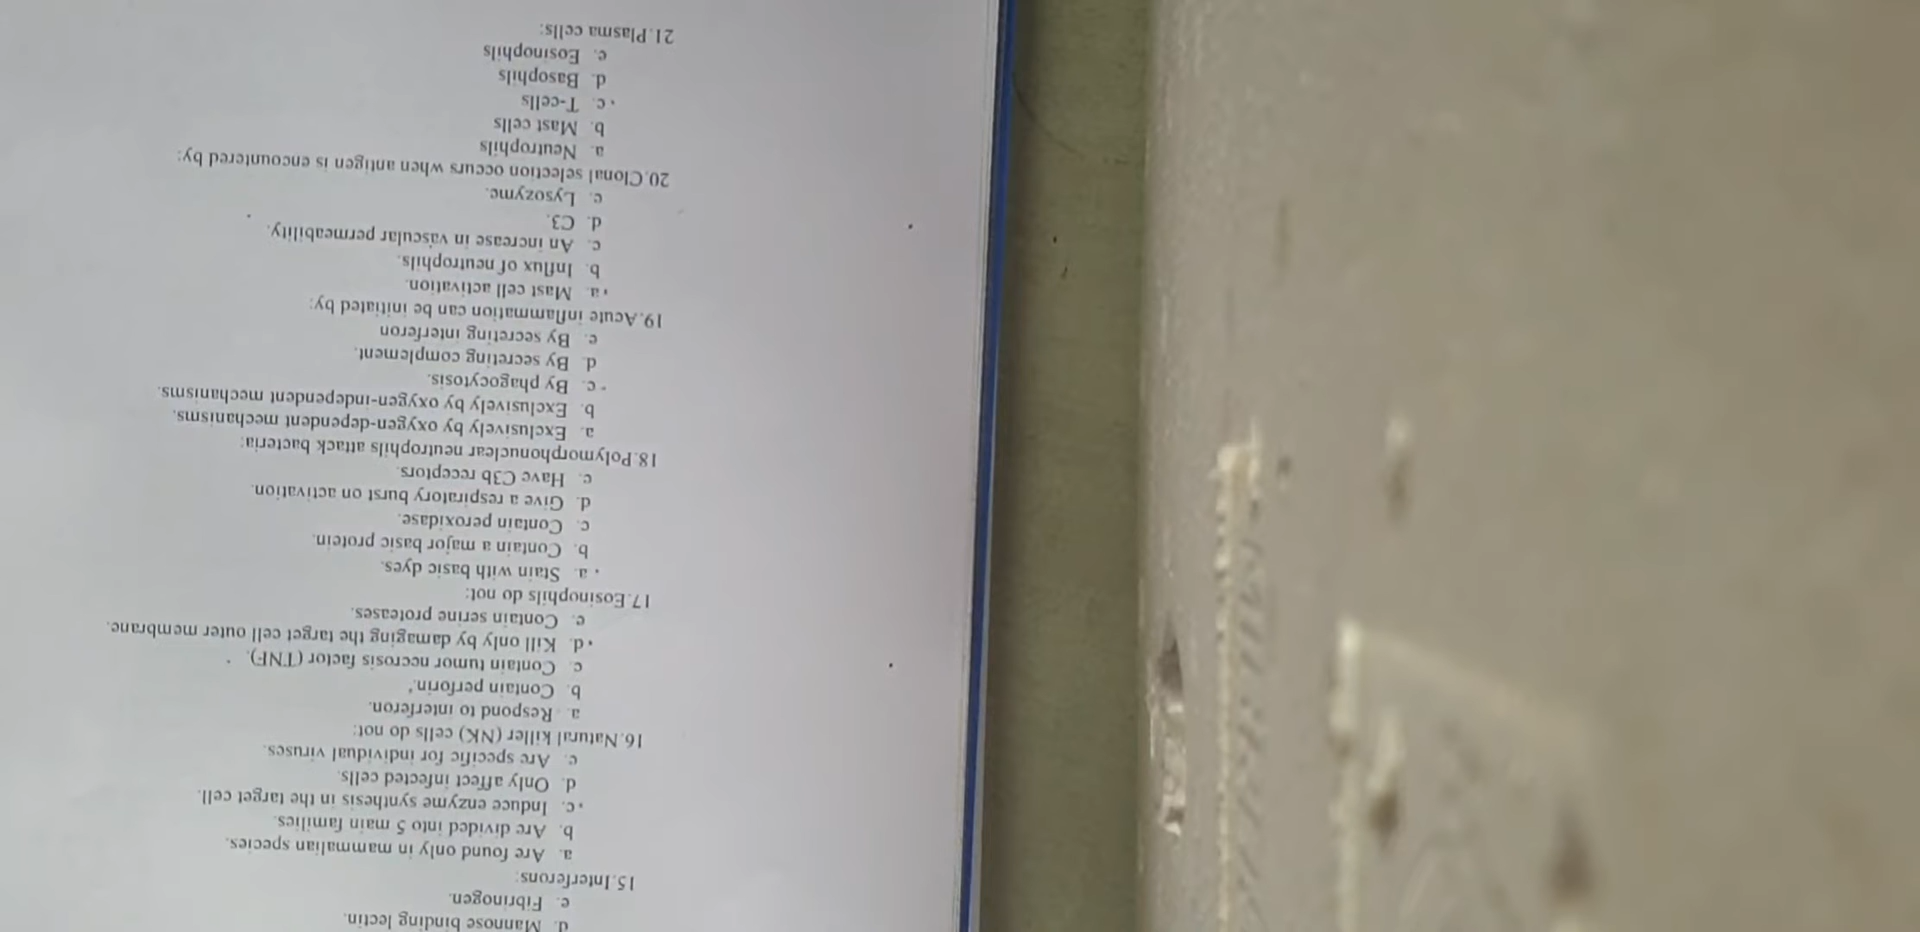 d. Mannose binding lectin.
e. Fibrinogen.
15.Interferons:
a. Are found only in mammalian species.
b. Are divided into 5 main families.
c. Induce enzyme synthesis in the target cell.
d. Only affect infected cells.
e. Are specific for individual viruses.
16.Natural killer (NK) cells do not:
a. Respond to interferon.
b. Contain perforin.
c. Contain tumor necrosis factor (TNF).
d. Kill only by damaging the target cell outer membrane.
e. Contain serine proteases.
17.Eosinophils do not:
a. Stain with basic dyes.
b. Contain a major basic protein.
c. Contain peroxidase.
d. Give a respiratory burst on activation.
e. Have C3b receptors.
18.Polymorphonuclear neutrophils attack bacteria:
a. Exclusively by oxygen-dependent mechanisms.
b. Exclusively by oxygen-independent mechanisms.
c. By phagocytosis.
d. By secreting complement.
e. By secreting interferon
19.Acute inflammation can be initiated by:
a. Mast cell activation.
b. Influx of neutrophils.
c. An increase in vascular permeability.
d. C3.
e. Lysozyme.
20.Clonal selection occurs when antigen is encountered by:
a. Neutrophils
b. Mast cells
c. T-cells
d. Basophils
e. Eosinophils
21.Plasma cells: